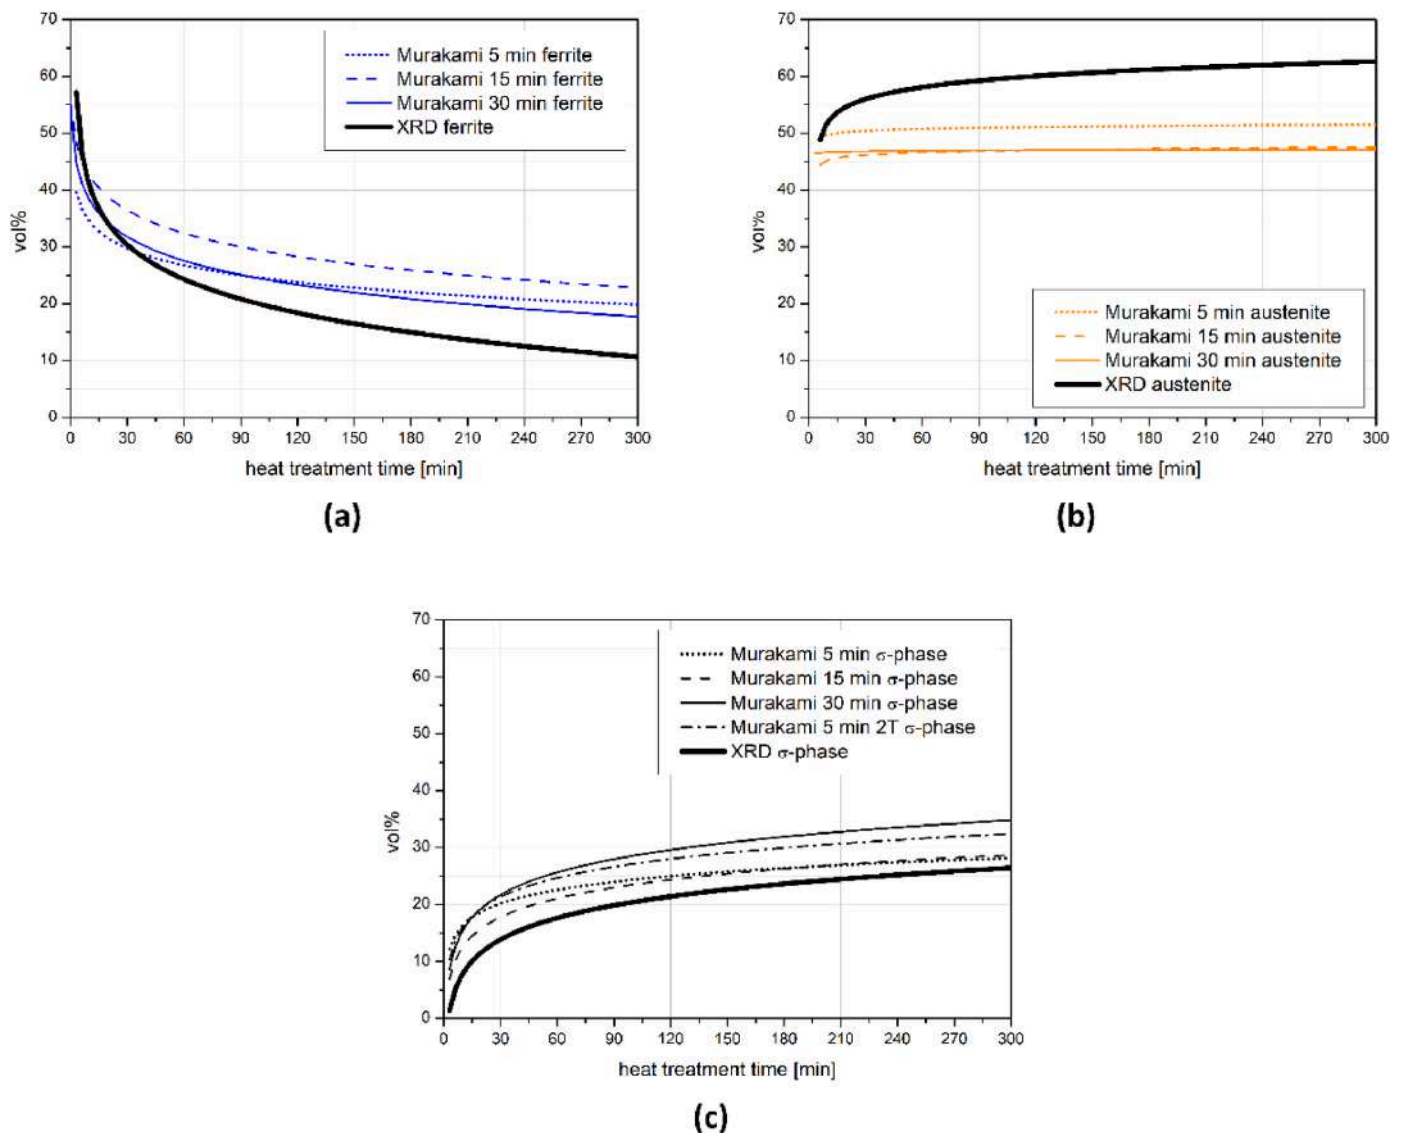 70
60
50
40
30
20
10
0
vol%
Murakami 5 min ferrite
Murakami 15 min ferrite
Murakami 30 min ferrite
XRD ferrite
0 30 60 90 120 150 180 210 240 270 300
heat treatment time [min]
(a)
70
60
50
40
30
20
10
0
vol%
Murakami 5 min austenite
Murakami 15 min austenite
Murakami 30 min austenite
XRD austenite
0 30 60 90 120 150 180 210 240 270 300
heat treatment time [min]
(b)
70
60
50
40
30
20
10
0
vol%
Murakami 5 min σ-phase
Murakami 15 min σ-phase
Murakami 30 min σ-phase
Murakami 5 min 2T σ-phase
XRD σ-phase
0 30 60 90 120 150 180 210 240 270 300
heat treatment time [min]
(c)